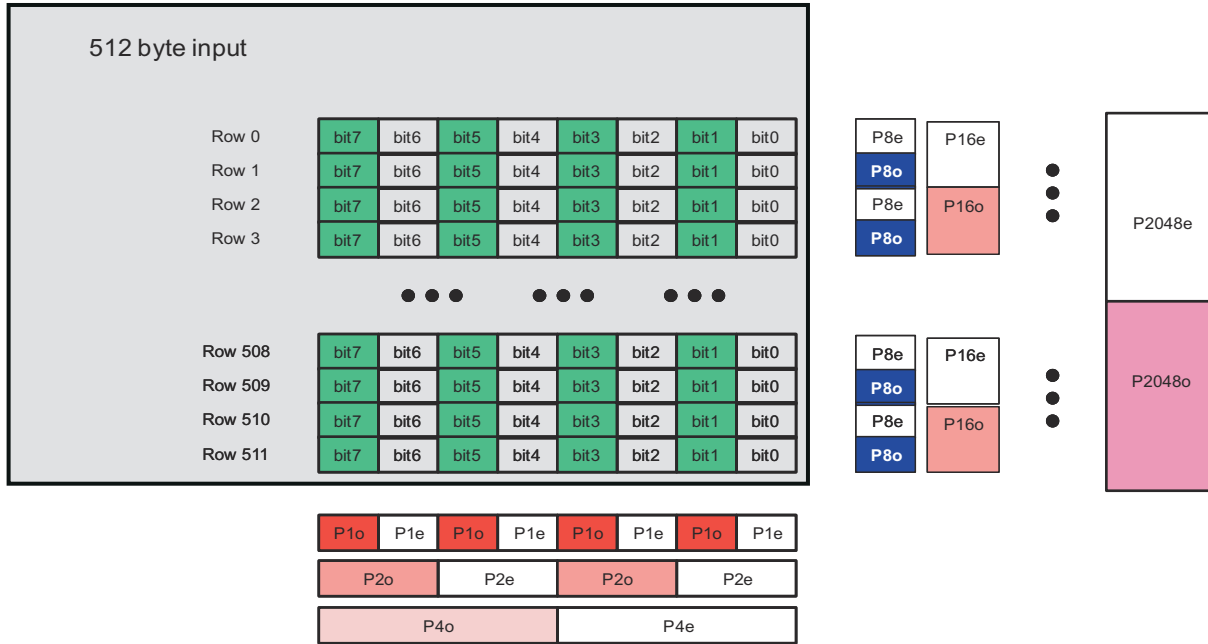 512 byte input
Row 0 bit7 bit6 bit5 bit4 bit3 bit2 bit1 bit0 P8e P16e
Row 1 bit7 bit6 bit5 bit4 bit3 bit2 bit1 bit0 P8o
Row 2 bit7 bit6 bit5 bit4 bit3 bit2 bit1 bit0 P8e P16o
Row 3 bit7 bit6 bit5 bit4 bit3 bit2 bit1 bit0 P8o
P2048e
Row 508 bit7 bit6 bit5 bit4 bit3 bit2 bit1 bit0 P8e P16e
Row 509 bit7 bit6 bit5 bit4 bit3 bit2 bit1 bit0 P8o P2048o
Row 510 bit7 bit6 bit5 bit4 bit3 bit2 bit1 bit0 P8e P16o
Row 511 bit7 bit6 bit5 bit4 bit3 bit2 bit1 bit0 P8o
P1o P1e P1o P1e P1o P1e P1o P1e
P2o P2e P2o P2e
P4o P4e